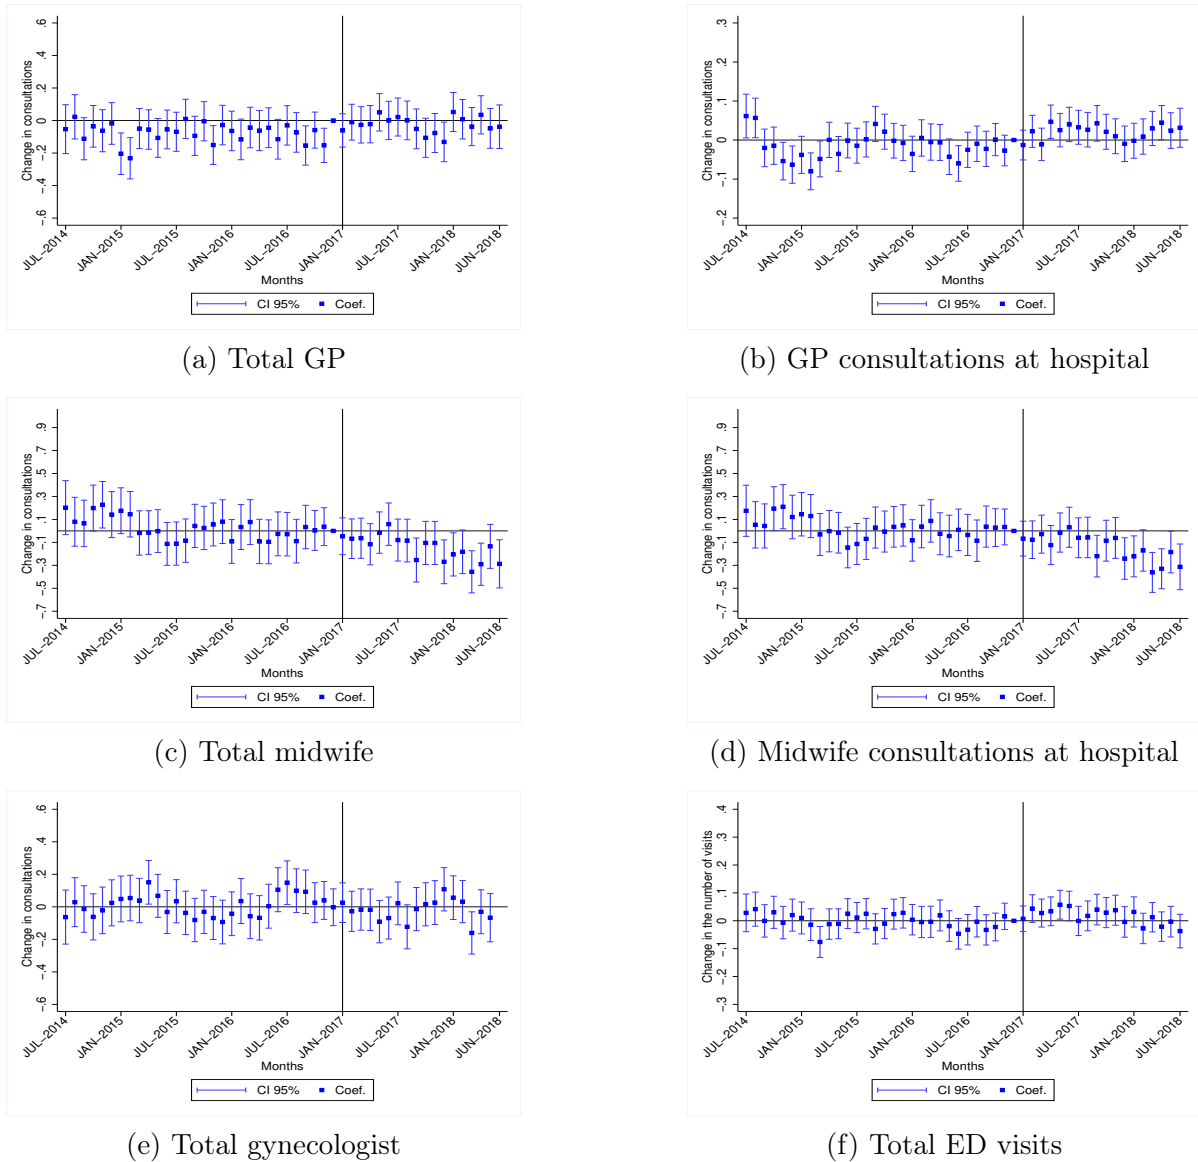 Change in consultations
-.6 -.4 -.2 0 .2 .4 .6
JUL-2014 JAN-2015 JUL-2015 JAN-2016 JUL-2016 JAN-2017 JUL-2017 JAN-2018 JUN-2018
Months
CI 95% Coef.
(a) Total GP
Change in consultations
-.2 -.1 0 .1 .2 .3
JUL-2014 JAN-2015 JUL-2015 JAN-2016 JUL-2016 JAN-2017 JUL-2017 JAN-2018 JUN-2018
Months
CI 95% Coef.
(b) GP consultations at hospital
Change in consultations
-.7 -.5 -.3 -.1 .1 .3 .5 .7 .9
JUL-2014 JAN-2015 JUL-2015 JAN-2016 JUL-2016 JAN-2017 JUL-2017 JAN-2018 JUN-2018
Months
CI 95% Coef.
(c) Total midwife
Change in consultations
-.7 -.5 -.3 -.1 .1 .3 .5 .7 .9
JUL-2014 JAN-2015 JUL-2015 JAN-2016 JUL-2016 JAN-2017 JUL-2017 JAN-2018 JUN-2018
Months
CI 95% Coef.
(d) Midwife consultations at hospital
Change in consultations
-.6 -.4 -.2 0 .2 .4 .6
JUL-2014 JAN-2015 JUL-2015 JAN-2016 JUL-2016 JAN-2017 JUL-2017 JAN-2018 JUN-2018
Months
CI 95% Coef.
(e) Total gynecologist
Change in the number of visits
-.3 -.2 -.1 0 .1 .2 .3 .4
JUL-2014 JAN-2015 JUL-2015 JAN-2016 JUL-2016 JAN-2017 JUL-2017 JAN-2018 JUN-2018
Months
CI 95% Coef.
(f) Total ED visits